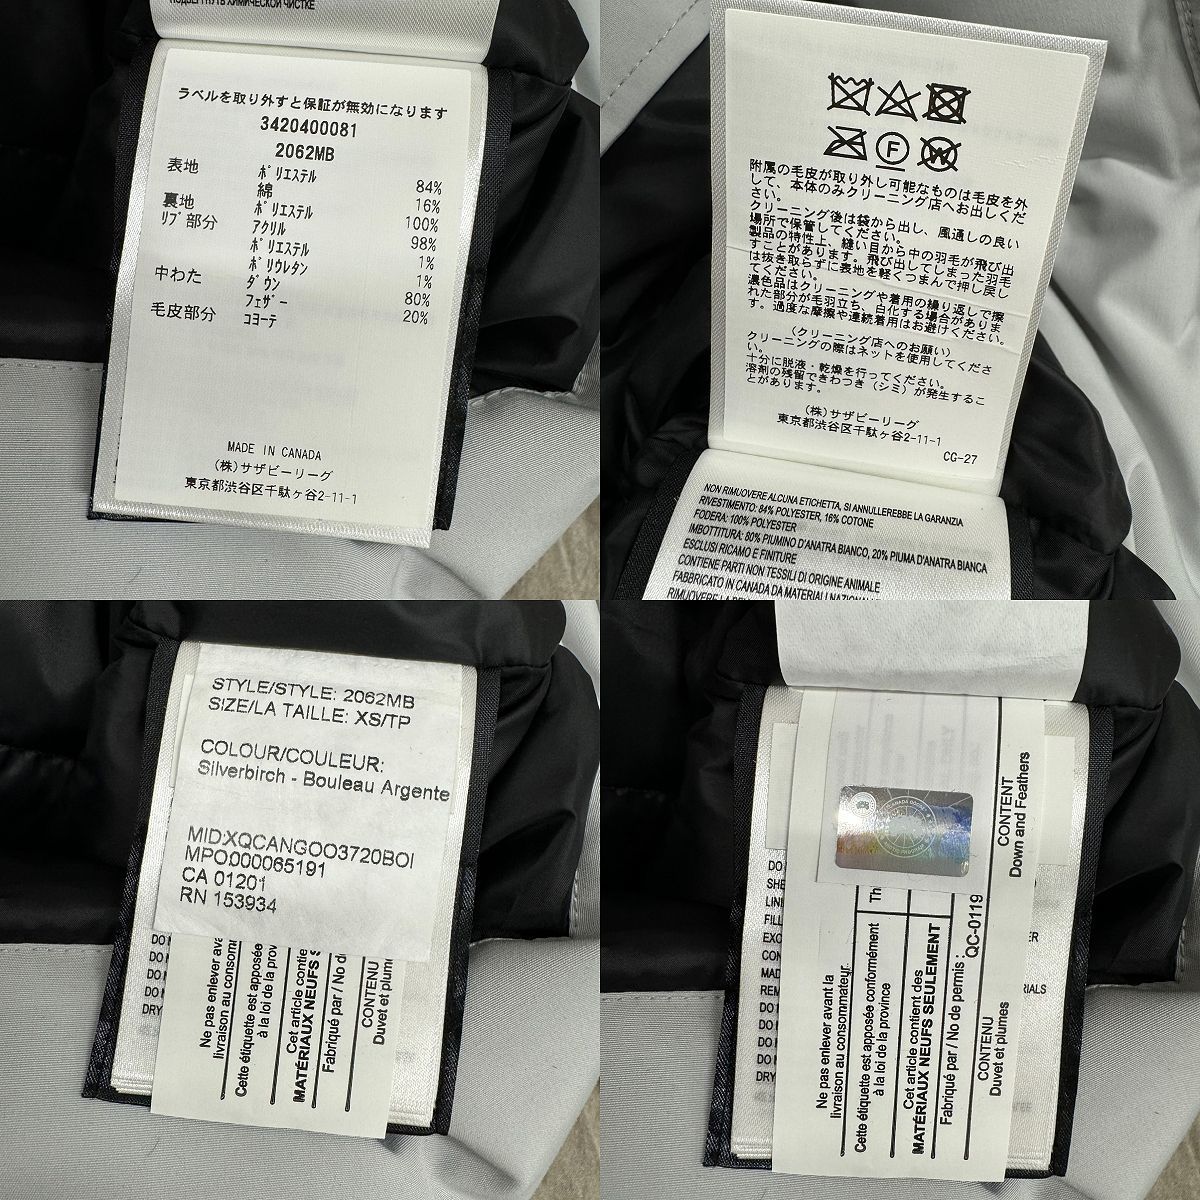 ПОДВЕРГНУТЬ ХИМИЧЕСКОЙ ЧИСТКЕ
ラベルを取り外すと保証が無効になります
3420400081
2062MB
表地 ﾎﾟﾘｴｽﾃﾙ 84%
綿 16%
裏地 ﾎﾟﾘｴｽﾃﾙ 100%
ﾘﾌﾞ部分 ｱｸﾘﾙ 98%
ﾎﾟﾘｴｽﾃﾙ 1%
ﾎﾟﾘｳﾚﾀﾝ 1%
中わた ﾀﾞｳﾝ 80%
ﾌｪｻﾞｰ 20%
毛皮部分 ｺﾖｰﾃ
MADE IN CANADA
(株)サザビーリーグ
東京都渋谷区千駄ヶ谷2-11-1
F
W
附属の毛皮が取り外し可能なものは毛皮を外
して、本体のみクリーニング店へお出しくだ
さい。
クリーニング後は袋から出し、風通しの良い
場所で保管してください。
製品の特性上、縫い目から中の羽毛が飛び出
すことがあります。飛び出してしまった羽毛
は抜き取らずに表地を軽くつまんで押し戻し
てください。
濃色品はクリーニングや着用の繰り返しで擦
れた部分が毛羽立ち、白化する場合がありま
す。過度な摩擦や連続着用はお避けください。
(クリーニング店へのお願い)
クリーニングの際はネットを使用してくださ
い。
十分に脱液・乾燥を行ってください。
溶剤の残留できわつき(シミ)が発生するこ
とがあります。
(株)サザビーリーグ
東京都渋谷区千駄ヶ谷2-11-1
CG-27
NON RIMUOVERE ALCUNA ETICHETTA, SI ANNULLEREBBE LA GARANZIA
RIVESTIMENTO: 84% POLYESTER, 16% COTONE
FODERA: 100% POLYESTER
IMBOTTITURA: 80% PIUMINO D'ANATRA BIANCO, 20% PIUMA D'ANATRA BIANCA
ESCLUSI RICAMO E FINITURE
CONTIENE PARTI NON TESSILI DI ORIGINE ANIMALE
FABBRICATO IN CANADA DA MATERIALI
STYLE/STYLE: 2062MB
SIZE/LA TAILLE: XS/TP
COLOUR/COULEUR:
Silverbirch - Bouleau Argente
MID:XQCANGOO3720BOI
MPO:000065191
CA 01201
RN 153934
Ne pas enlever ava
livraison au consomm
Cette étiquette est apposée
à la loi de la prov
Cet article contie
MATÉRIAUX NEUFS S
Fabriqué par / No de
CONTENU
Duvet et plumes
DRY
CONTENT
Down and Feathers
QC-0119
Ne pas enlever avant la
livraison au consommateur.
Cette étiquette est apposée conformément
à la loi de la province
Cet article contient des
MATÉRIAUX NEUFS SEULEMENT
Fabriqué par / No de permis :
CONTENU
Duvet et plumes